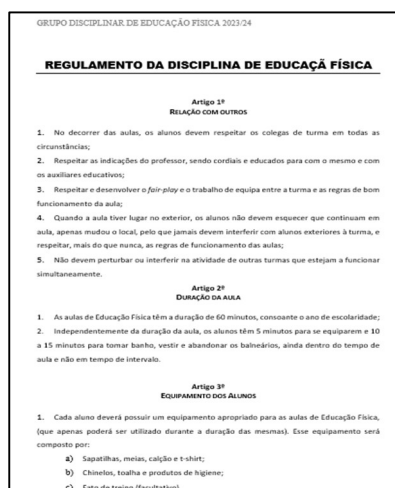 GRUPO DISCIPLINAR DE EDUCAÇÃO FÍSICA 2023/24
REGULAMENTO DA DISCIPLINA DE EDUCAÇÃ FÍSICA
Artigo 1º
RELAÇÃO COM OUTROS
1. No decorrer das aulas, os alunos devem respeitar os colegas de turma em todas as
circunstâncias;
2. Respeitar as indicações do professor, sendo cordiais e educados para com o mesmo e com
os auxiliares educativos;
3. Respeitar e desenvolver o fair-play e o trabalho de equipa entre a turma e as regras de bom
funcionamento da aula;
4. Quando a aula tiver lugar no exterior, os alunos não devem esquecer que continuam em
aula, apenas mudou o local, pelo que jamais devem interferir com alunos exteriores à turma, e
respeitar, mais do que nunca, as regras de funcionamento das aulas;
5. Não devem perturbar ou interferir na atividade de outras turmas que estejam a funcionar
simultaneamente.
Artigo 2º
DURAÇÃO DA AULA
1. As aulas de Educação Física têm a duração de 60 minutos, consoante o ano de escolaridade;
2. Independentemente da duração da aula, os alunos têm 5 minutos para se equiparem e 10
a 15 minutos para tomar banho, vestir e abandonar os balneários, ainda dentro do tempo de
aula e não em tempo de intervalo.
Artigo 3º
EQUIPAMENTO DOS ALUNOS
1. Cada aluno deverá possuir um equipamento apropriado para as aulas de Educação Física,
(que apenas poderá ser utilizado durante a duração das mesmas). Esse equipamento será
composto por:
a) Sapatilhas, meias, calção e t-shirt;
b) Chinelos, toalha e produtos de higiene;
c) Fato de treino (facultativo)